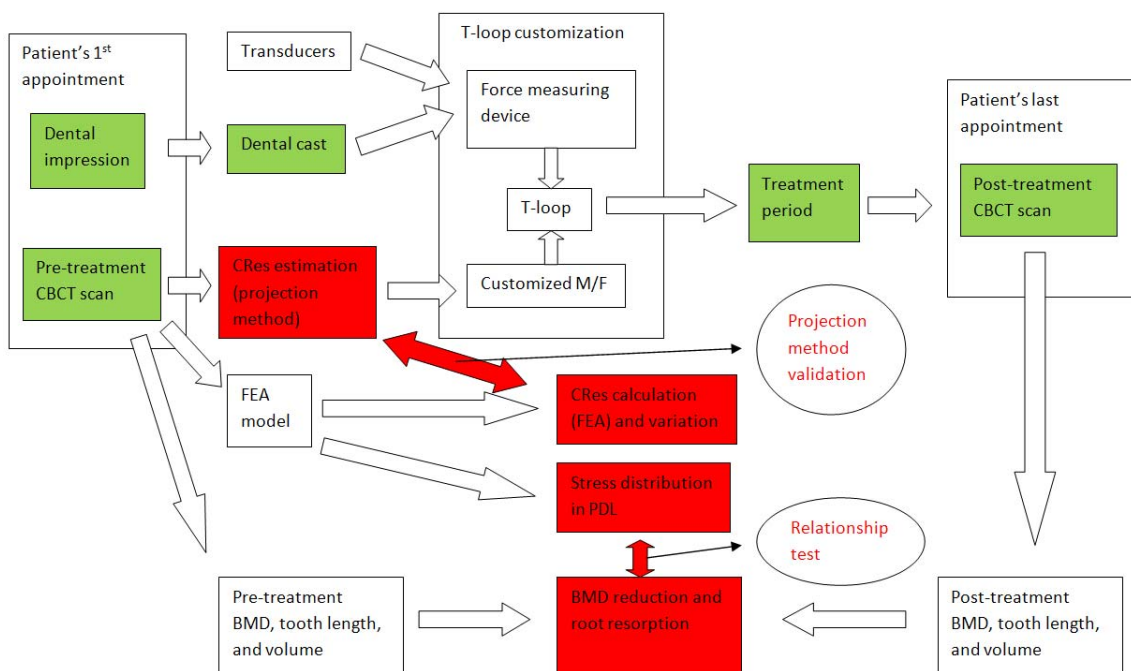 Patient's 1st
appointment
Dental
impression
Pre-treatment
CBCT scan
Transducers
Dental cast
CRes estimation
(projection
method)
FEA
model
T-loop customization
Force measuring
device
T-loop
Customized M/F
Treatment
period
Patient's last
appointment
Post-treatment
CBCT scan
Projection
method
validation
CRes calculation
(FEA) and variation
Stress distribution
in PDL
Relationship
test
Pre-treatment
BMD, tooth length,
and volume
BMD reduction and
root resorption
Post-treatment
BMD, tooth length,
and volume